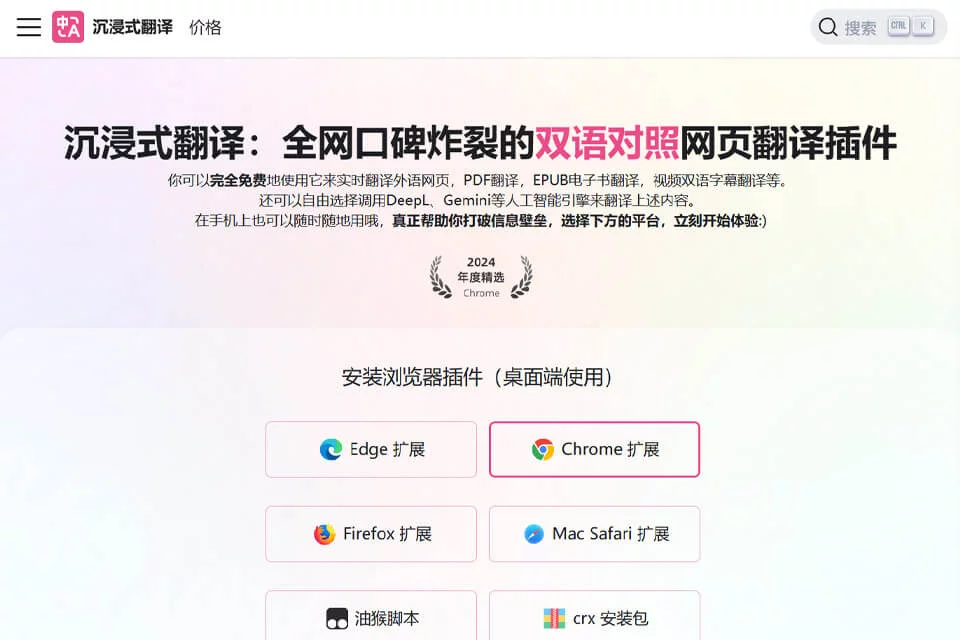 沉浸式翻译 价格 搜索 CTRL K
沉浸式翻译：全网口碑炸裂的双语对照网页翻译插件
你可以完全免费地使用它来实时翻译外语网页，PDF翻译，EPUB电子书翻译，视频双语字幕翻译等。
还可以自由选择调用DeepL、Gemini等人工智能引擎来翻译上述内容。
在手机上也可以随时随地用哦，真正帮助你打破信息壁垒，选择下方的平台，立刻开始体验:)
2024
年度精选
Chrome
安装浏览器插件（桌面端使用）
Edge 扩展 Chrome 扩展
Firefox 扩展 Mac Safari 扩展
油猴脚本 crx 安装包